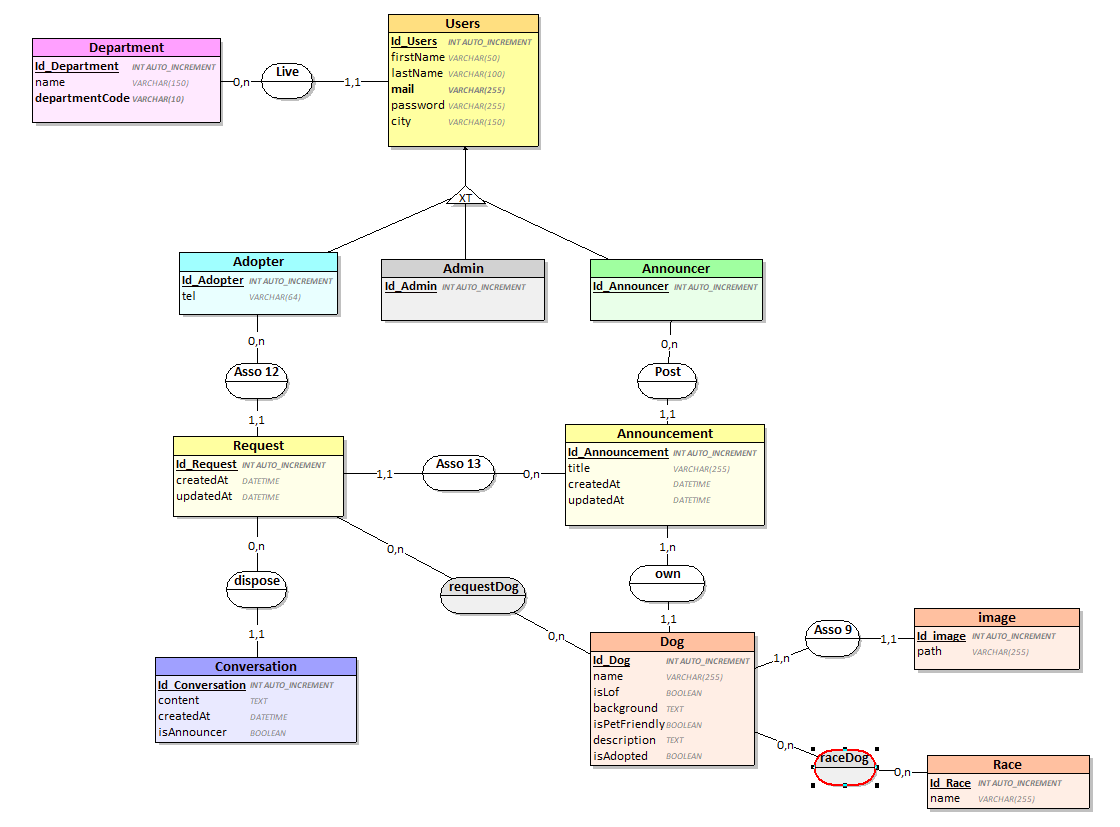 Users
Id_Users INT AUTO_INCREMENT
firstName VARCHAR(50)
lastName VARCHAR(100)
mail VARCHAR(255)
password VARCHAR(255)
city VARCHAR(150)
Department
Id_Department INT AUTO_INCREMENT
name VARCHAR(150)
departmentCode VARCHAR(10)
0,n
Live
1,1
XT
Adopter
Id_Adopter INT AUTO_INCREMENT
tel VARCHAR(64)
Admin
Id_Admin INT AUTO_INCREMENT
Announcer
Id_Announcer INT AUTO_INCREMENT
0,n
Asso 12
1,1
0,n
Post
1,1
Request
Id_Request INT AUTO_INCREMENT
createdAt DATETIME
updatedAt DATETIME
1,1
Asso 13
0,n
Announcement
Id_Announcement INT AUTO_INCREMENT
title VARCHAR(255)
createdAt DATETIME
updatedAt DATETIME
0,n
dispose
1,1
0,n
requestDog
0,n
1,n
own
1,1
Conversation
Id_Conversation INT AUTO_INCREMENT
content TEXT
createdAt DATETIME
isAnnouncer BOOLEAN
Dog
Id_Dog INT AUTO_INCREMENT
name VARCHAR(255)
isLof BOOLEAN
background TEXT
isPetFriendly BOOLEAN
description TEXT
isAdopted BOOLEAN
1,n
Asso 9
1,1
image
Id_image INT AUTO_INCREMENT
path VARCHAR(255)
0,n
raceDog
0,n
Race
Id_Race INT AUTO_INCREMENT
name VARCHAR(255)